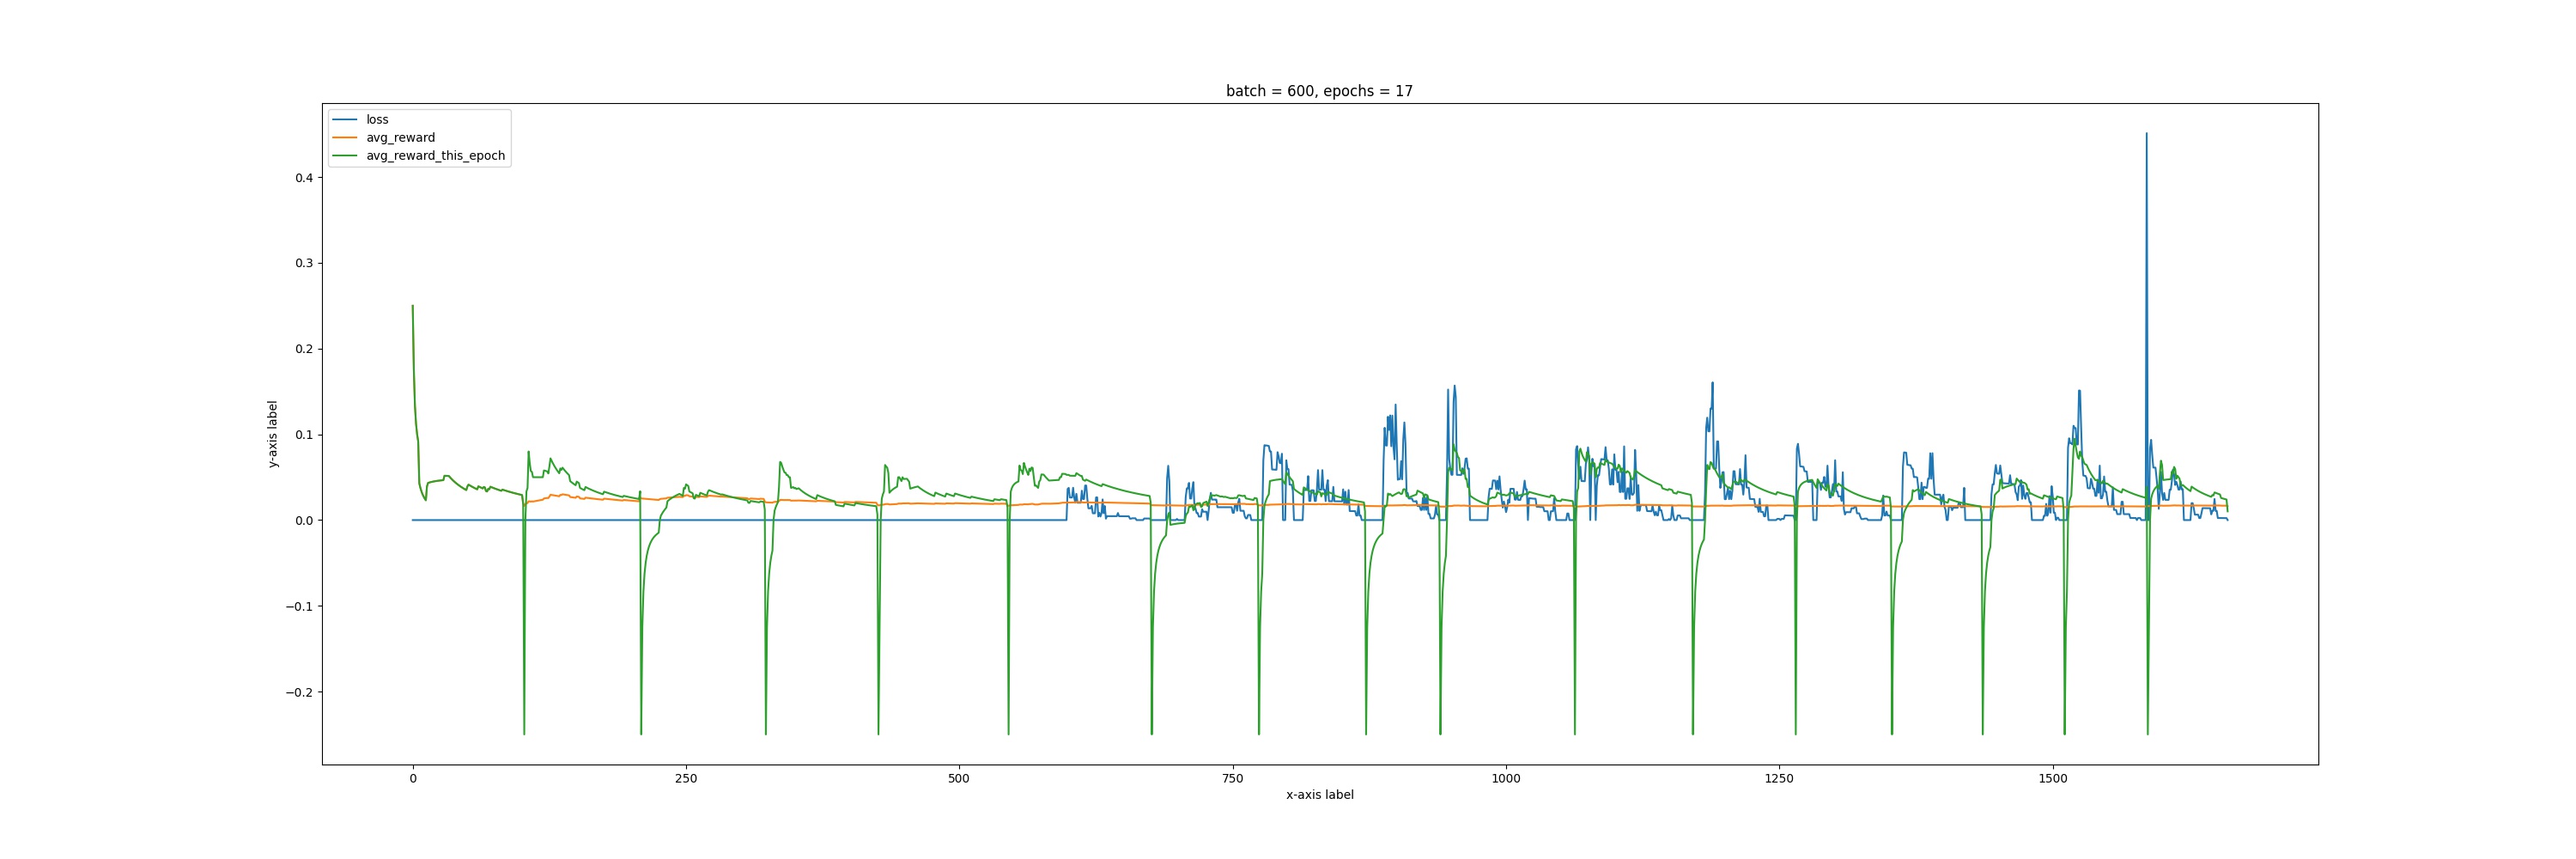 batch = 600, epochs = 17
loss
avg_reward
avg_reward_this_epoch
0.4
0.3
0.2
0.1
0.0
−0.1
−0.2
y-axis label
0 250 500 750 1000 1250 1500
x-axis label